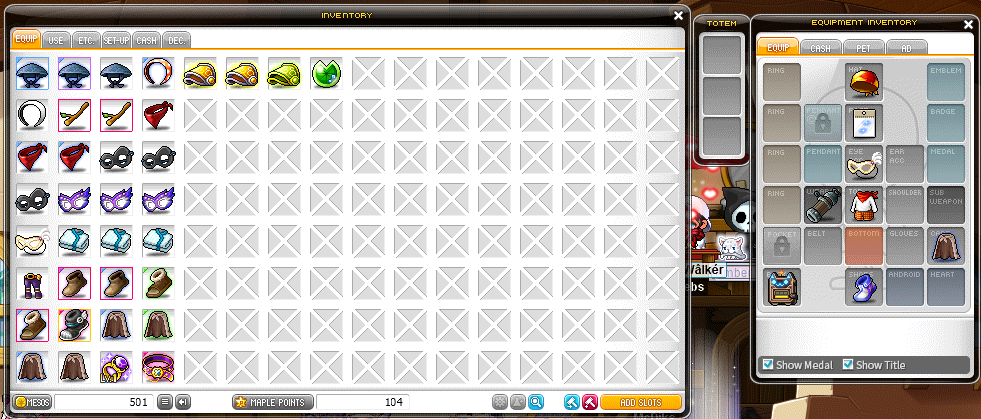 INVENTORY
EQUIP USE ETC. SET-UP CASH DEC.
MESOS 501 MAPLE POINTS 104 ADD SLOTS
TOTEM
Wâlkér
EQUIPMENT INVENTORY
EQUIP CASH PET AD
RING EMBLEM
RING PENDANT BADGE
RING PENDANT EYE EAR ACC MEDAL
RING SHOULDER SUB WEAPON
POCKET BELT BOTTOM GLOVES
ANDROID HEART
Show Medal Show Title